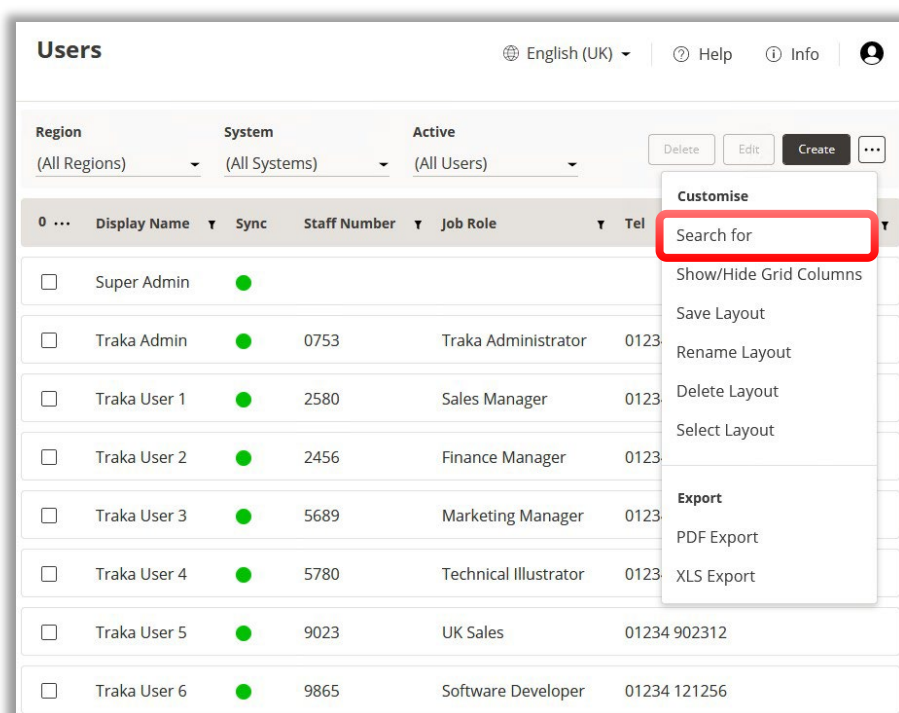 Users
English (UK) Help Info
Region System Active
(All Regions) (All Systems) (All Users) Delete Edit Create ...
Customise
0 ... Display Name Sync Staff Number Job Role Tel
Search for
Super Admin
Show/Hide Grid Columns
Save Layout
Traka Admin 0753 Traka Administrator 0123
Rename Layout
Delete Layout
Traka User 1 2580 Sales Manager 0123
Select Layout
Traka User 2 2456 Finance Manager 0123
Export
Traka User 3 5689 Marketing Manager 0123
PDF Export
Traka User 4 5780 Technical Illustrator 0123
XLS Export
Traka User 5 9023 UK Sales 01234 902312
Traka User 6 9865 Software Developer 01234 121256